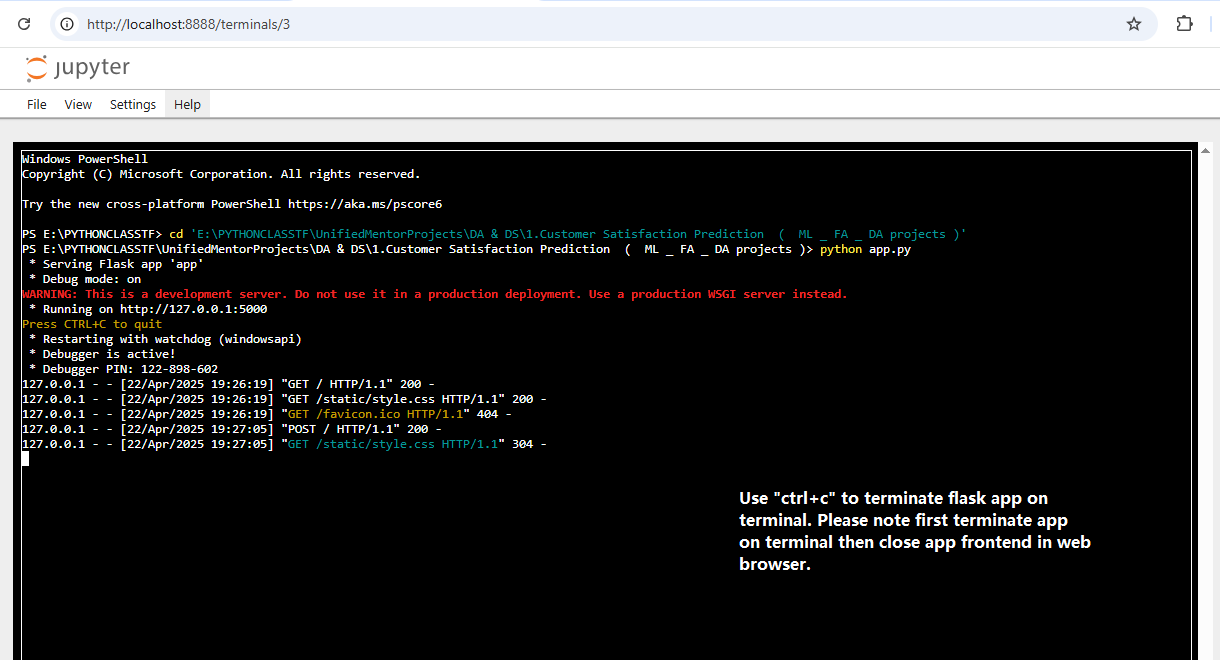 http://localhost:8888/terminals/3
jupyter
File View Settings Help
Windows PowerShell
Copyright (C) Microsoft Corporation. All rights reserved.
Try the new cross-platform PowerShell https://aka.ms/pscore6
PS E:\PYTHONCLASSTF> cd 'E:\PYTHONCLASSTF\UnifiedMentorProjects\DA & DS\1.Customer Satisfaction Prediction  (  ML _ FA _ DA projects )'
PS E:\PYTHONCLASSTF\UnifiedMentorProjects\DA & DS\1.Customer Satisfaction Prediction  (  ML _ FA _ DA projects )> python app.py
 * Serving Flask app 'app'
 * Debug mode: on
WARNING: This is a development server. Do not use it in a production deployment. Use a production WSGI server instead.
 * Running on http://127.0.0.1:5000
Press CTRL+C to quit
 * Restarting with watchdog (windowsapi)
 * Debugger is active!
 * Debugger PIN: 122-898-602
127.0.0.1 - - [22/Apr/2025 19:26:19] "GET / HTTP/1.1" 200 -
127.0.0.1 - - [22/Apr/2025 19:26:19] "GET /static/style.css HTTP/1.1" 200 -
127.0.0.1 - - [22/Apr/2025 19:26:19] "GET /favicon.ico HTTP/1.1" 404 -
127.0.0.1 - - [22/Apr/2025 19:27:05] "POST / HTTP/1.1" 200 -
127.0.0.1 - - [22/Apr/2025 19:27:05] "GET /static/style.css HTTP/1.1" 304 -
Use "ctrl+c" to terminate flask app on
terminal. Please note first terminate app
on terminal then close app frontend in web
browser.